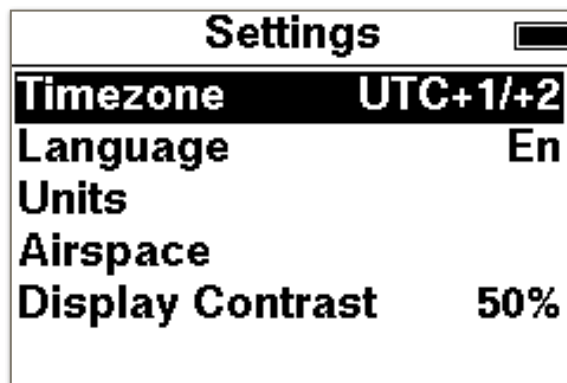 Settings
Timezone UTC+1/+2
Language En
Units
Airspace
Display Contrast 50%